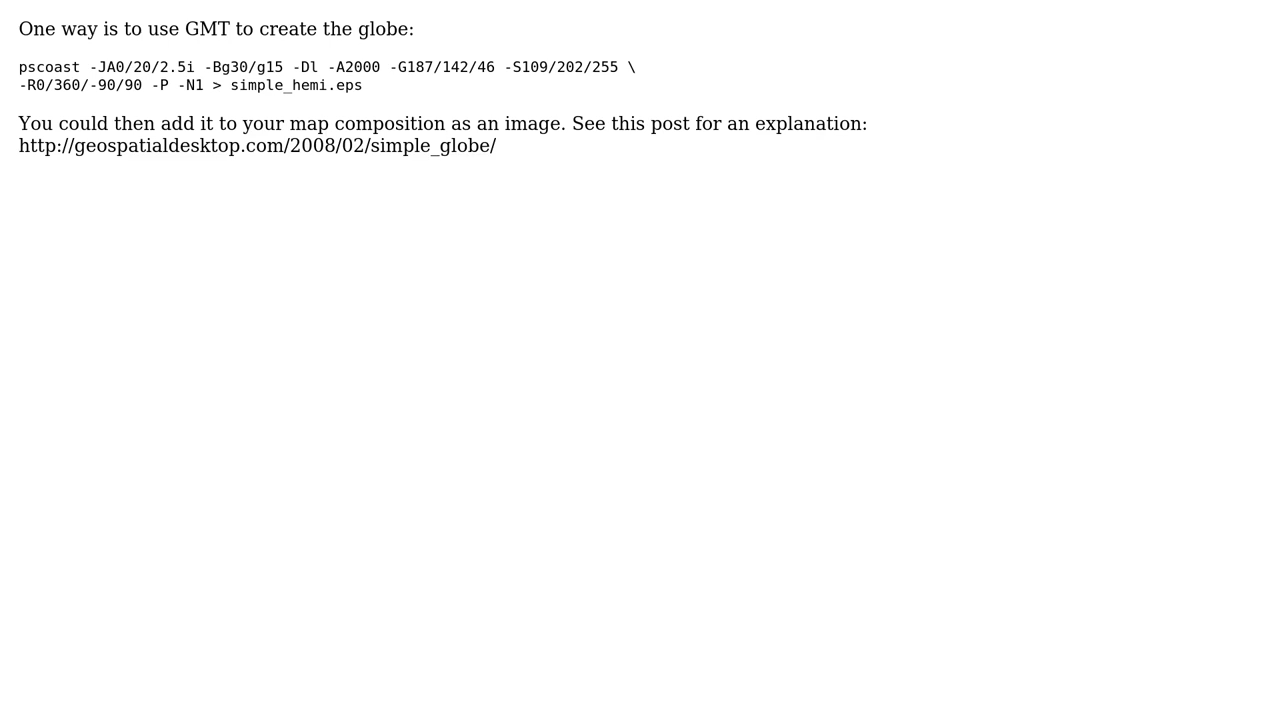 One way is to use GMT to create the globe:
pscoast -JA0/20/2.5i -Bg30/g15 -Dl -A2000 -G187/142/46 -S109/202/255 \
-R0/360/-90/90 -P -N1 > simple_hemi.eps
You could then add it to your map composition as an image. See this post for an explanation:
http://geospatialdesktop.com/2008/02/simple_globe/